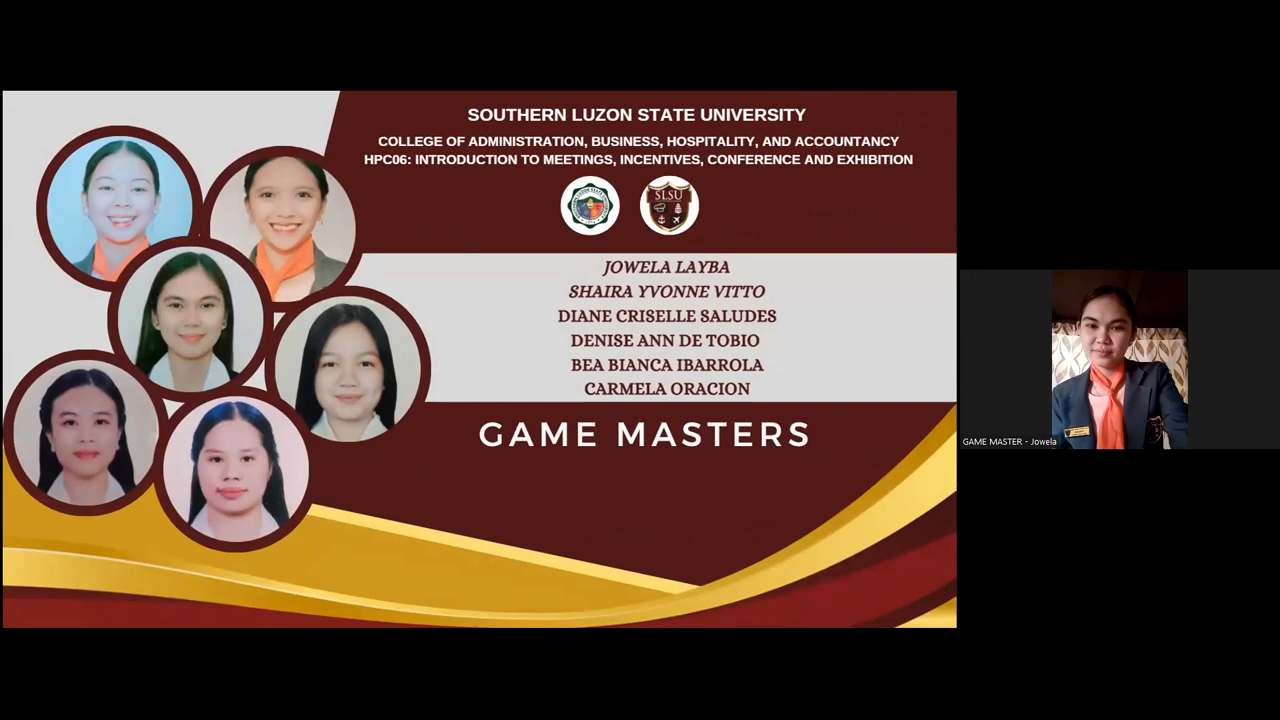 SOUTHERN LUZON STATE UNIVERSITY
COLLEGE OF ADMINISTRATION, BUSINESS, HOSPITALITY, AND ACCOUNTANCY
HPC06: INTRODUCTION TO MEETINGS, INCENTIVES, CONFERENCE AND EXHIBITION
SLSU
JOWELA LAYBA
SHAIRA YVONNE VITTO
DIANE CRISELLE SALUDES
DENISE ANN DE TOBIO
BEA BIANCA IBARROLA
CARMELA ORACION
GAME MASTERS
GAME MASTER - Jowela